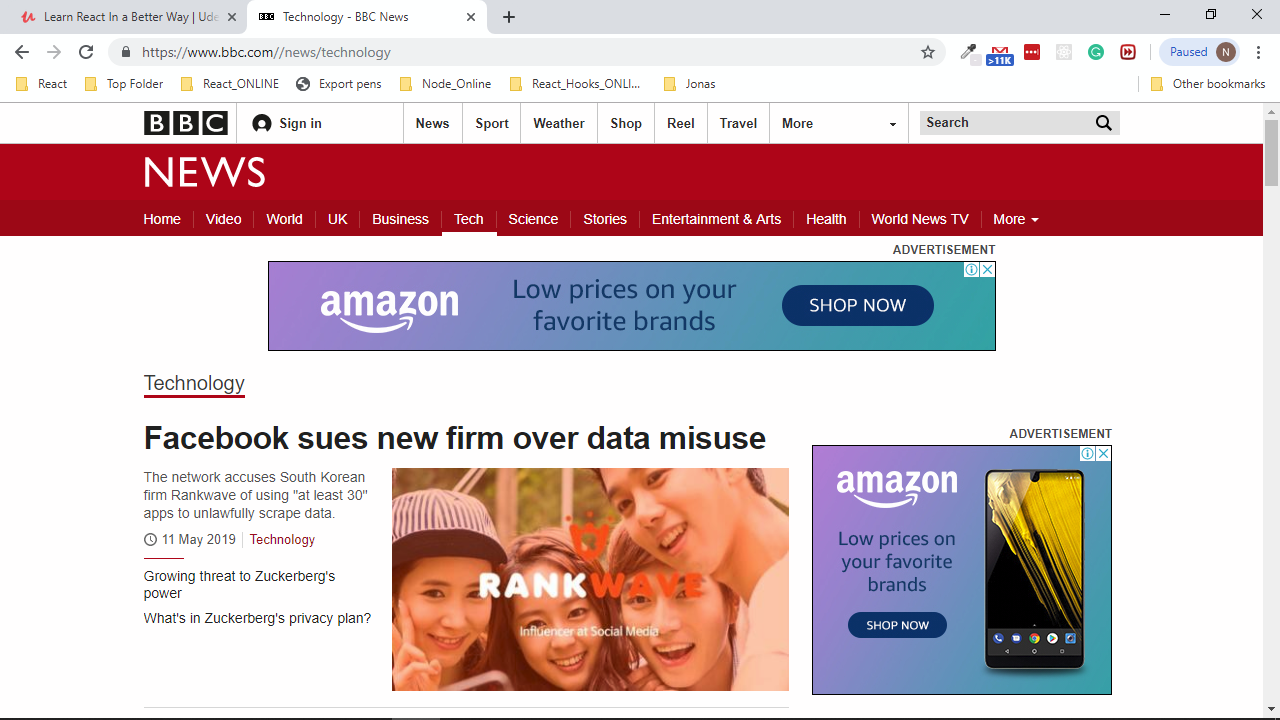 Learn React In a Better Way | Ude
Technology - BBC News
https://www.bbc.com//news/technology
>11K
Paused
N
React
Top Folder
React_ONLINE
Export pens
Node_Online
React_Hooks_ONLI...
Jonas
Other bookmarks
BBC
Sign in
News
Sport
Weather
Shop
Reel
Travel
More
Search
NEWS
Home
Video
World
UK
Business
Tech
Science
Stories
Entertainment & Arts
Health
World News TV
More
ADVERTISEMENT
amazon
Low prices on your
favorite brands
SHOP NOW
Technology
Facebook sues new firm over data misuse
The network accuses South Korean
firm Rankwave of using "at least 30"
apps to unlawfully scrape data.
11 May 2019
Technology
Growing threat to Zuckerberg's
power
What's in Zuckerberg's privacy plan?
RANKWAVE
Influencer at Social Media
ADVERTISEMENT
amazon
Low prices on
your favorite
brands
SHOP NOW